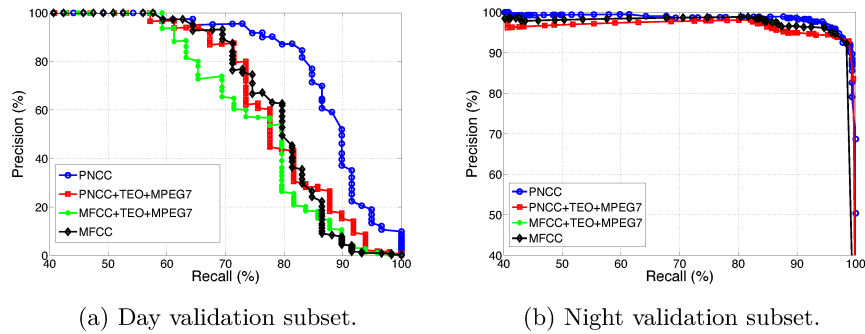 100
80
60
40
20
0
Precision (%)
40 50 60 70 80 90 100
Recall (%)
PNCC
PNCC+TEO+MPEG7
MFCC+TEO+MPEG7
MFCC
(a) Day validation subset.
100
90
80
70
60
50
40
Precision (%)
40 50 60 70 80 90 100
Recall (%)
PNCC
PNCC+TEO+MPEG7
MFCC+TEO+MPEG7
MFCC
(b) Night validation subset.